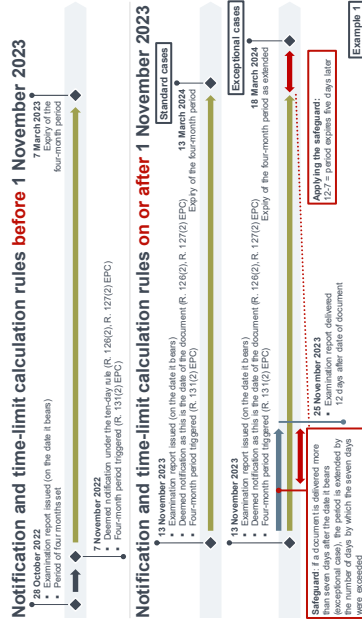 Notification and time-limit calculation rules before 1 November 2023
28 October 2022
▪ Examination report issued (on the date it bears)
▪ Period of four months set
7 March 2023
Expiry of the
four-month period
7 November 2022
▪ Deemed notification under the ten-day rule (R. 126(2), R. 127(2) EPC)
▪ Four-month period triggered (R. 131(2) EPC)
Notification and time-limit calculation rules on or after 1 November 2023
Standard cases
13 November 2023
▪ Examination report issued (on the date it bears)
▪ Deemed notification as this is the date of the document (R. 126(2), R. 127(2) EPC)
▪ Four-month period triggered (R. 131(2) EPC)
13 March 2024
Expiry of the four-month period
Exceptional cases
13 November 2023
▪ Examination report issued (on the date it bears)
▪ Deemed notification as this is the date of the document (R. 126(2), R. 127(2) EPC)
▪ Four-month period triggered (R. 131(2) EPC)
18 March 2024
Expiry of the four-month period as extended
25 November 2023
▪ Examination report delivered
12 days after date of document
Safeguard: if a document is delivered more
than seven days after the date it bears
(exceptional case), the period is extended by
the number of days by which the seven days
were exceeded
Applying the safeguard:
12-7 = period expires five days later
Example 1